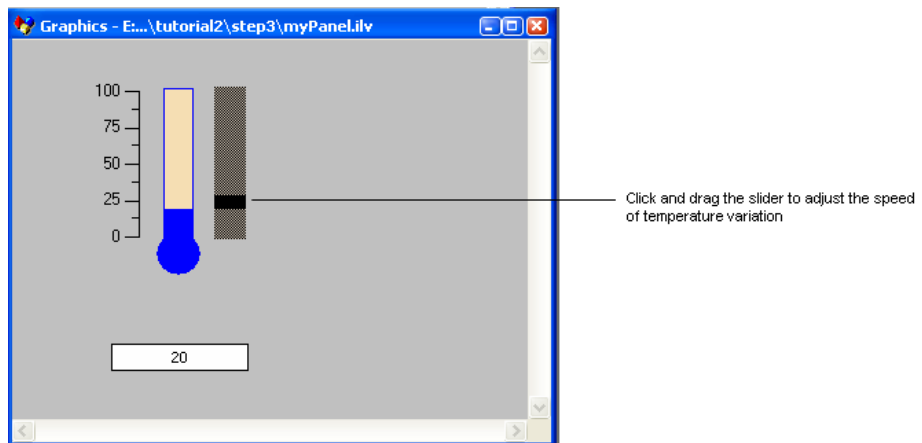 Graphics - E:...\tutorial2\step3\myPanel.ilv
100
75
50
25
0
Click and drag the slider to adjust the speed
of temperature variation
20